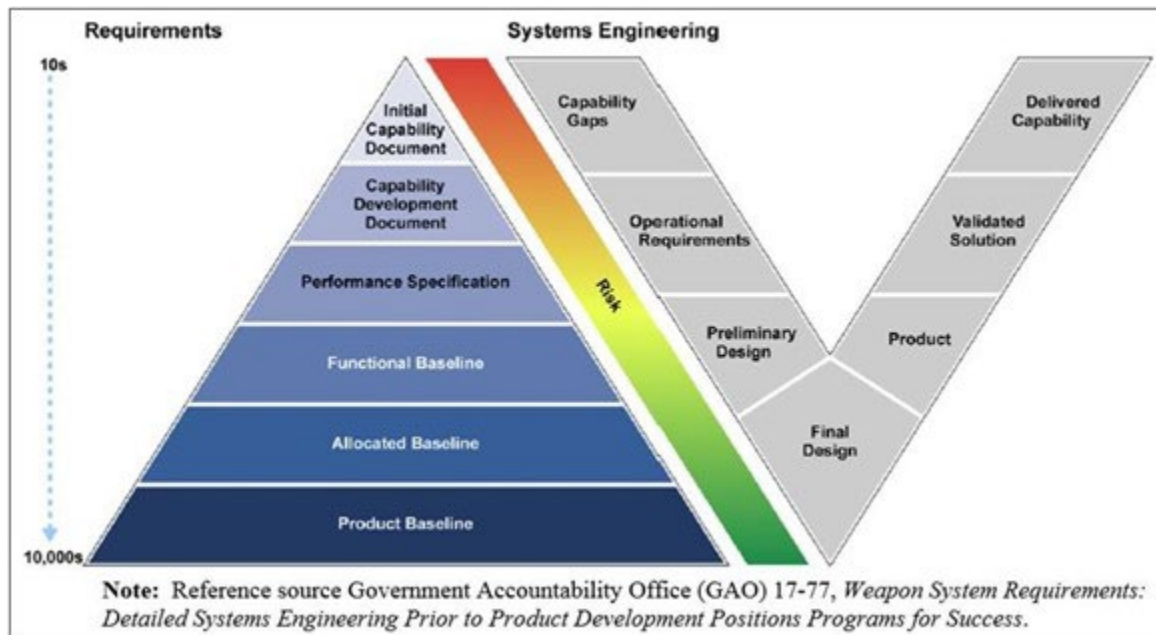 Requirements
Systems Engineering
10s
10,000s
Initial
Capability
Document
Capability
Development
Document
Performance Specification
Functional Baseline
Allocated Baseline
Product Baseline
Risk
Capability
Gaps
Operational
Requirements
Preliminary
Design
Final
Design
Product
Validated
Solution
Delivered
Capability
Note: Reference source Government Accountability Office (GAO) 17-77, Weapon System Requirements:
Detailed Systems Engineering Prior to Product Development Positions Programs for Success.